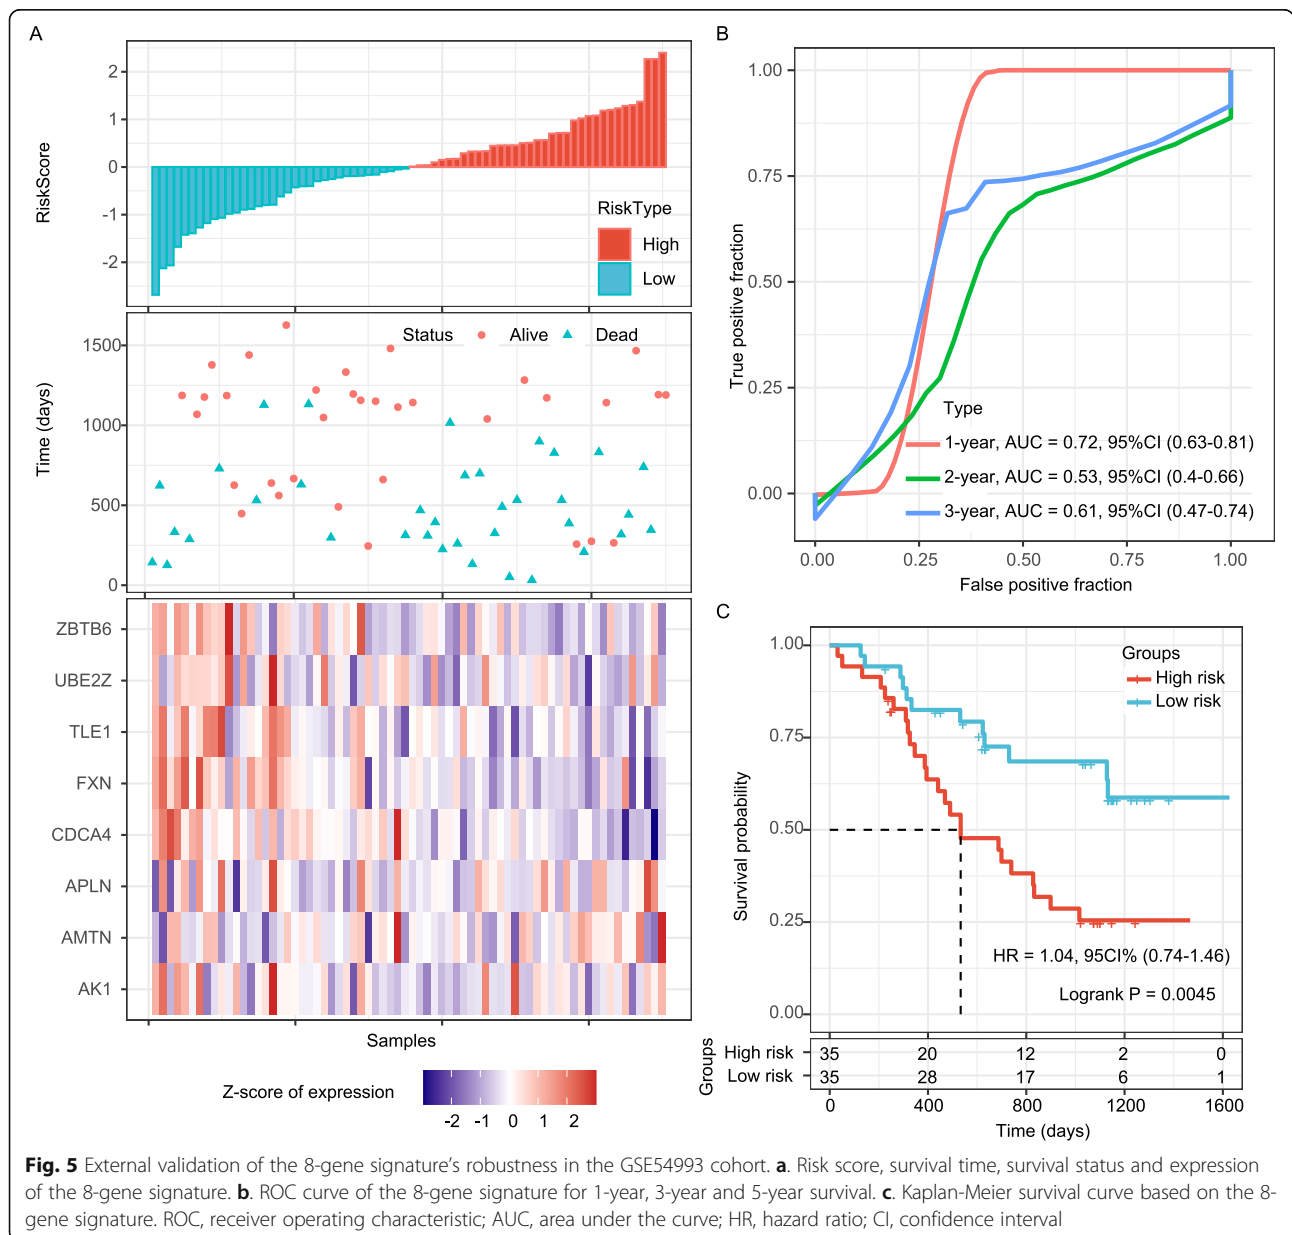 A
RiskScore
2
1
0
-1
-2
RiskType
High
Low
Time (days)
1500
1000
500
0
Status Alive Dead
ZBTB6
UBE2Z
TLE1
FXN
CDCA4
APLN
AMTN
AK1
Samples
Z-score of expression
-2 -1 0 1 2
B
True positive fraction
1.00
0.75
0.50
0.25
0.00
Type
1-year, AUC = 0.72, 95%CI (0.63-0.81)
2-year, AUC = 0.53, 95%CI (0.4-0.66)
3-year, AUC = 0.61, 95%CI (0.47-0.74)
0.00 0.25 0.50 0.75 1.00
False positive fraction
C
Survival probability
1.00
0.75
0.50
0.25
0.00
Groups
High risk
Low risk
HR = 1.04, 95CI% (0.74-1.46)
Logrank P = 0.0045
Groups
High risk 35 20 12 2 0
Low risk 35 28 17 6 1
0 400 800 1200 1600
Time (days)
Fig. 5 External validation of the 8-gene signature's robustness in the GSE54993 cohort. a. Risk score, survival time, survival status and expression
of the 8-gene signature. b. ROC curve of the 8-gene signature for 1-year, 3-year and 5-year survival. c. Kaplan-Meier survival curve based on the 8-
gene signature. ROC, receiver operating characteristic; AUC, area under the curve; HR, hazard ratio; CI, confidence interval